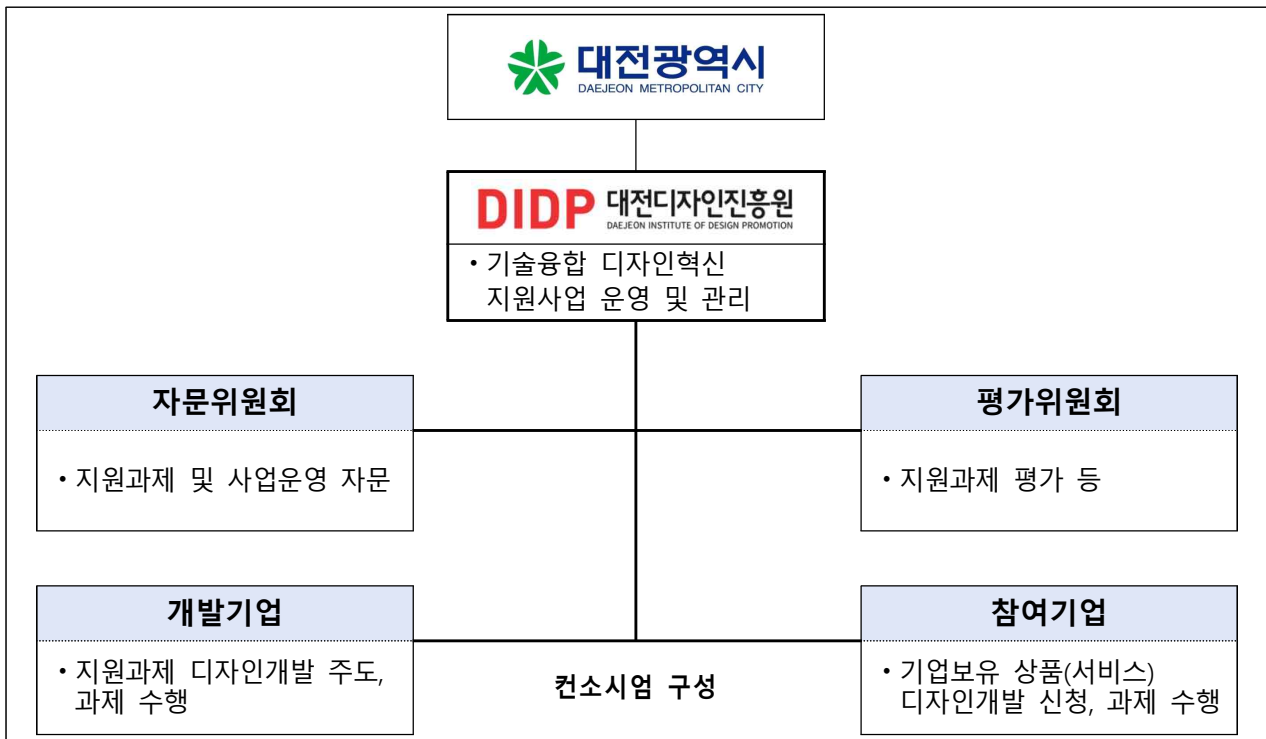 대전광역시
DAEJEON METROPOLITAN CITY
DIDP 대전디자인진흥원
DAEJEON INSTITUTE OF DESIGN PROMOTION
• 기술융합 디자인혁신
지원사업 운영 및 관리
자문위원회
• 지원과제 및 사업운영 자문
평가위원회
• 지원과제 평가 등
개발기업
• 지원과제 디자인개발 주도,
과제 수행
컨소시엄 구성
참여기업
• 기업보유 상품(서비스)
디자인개발 신청, 과제 수행